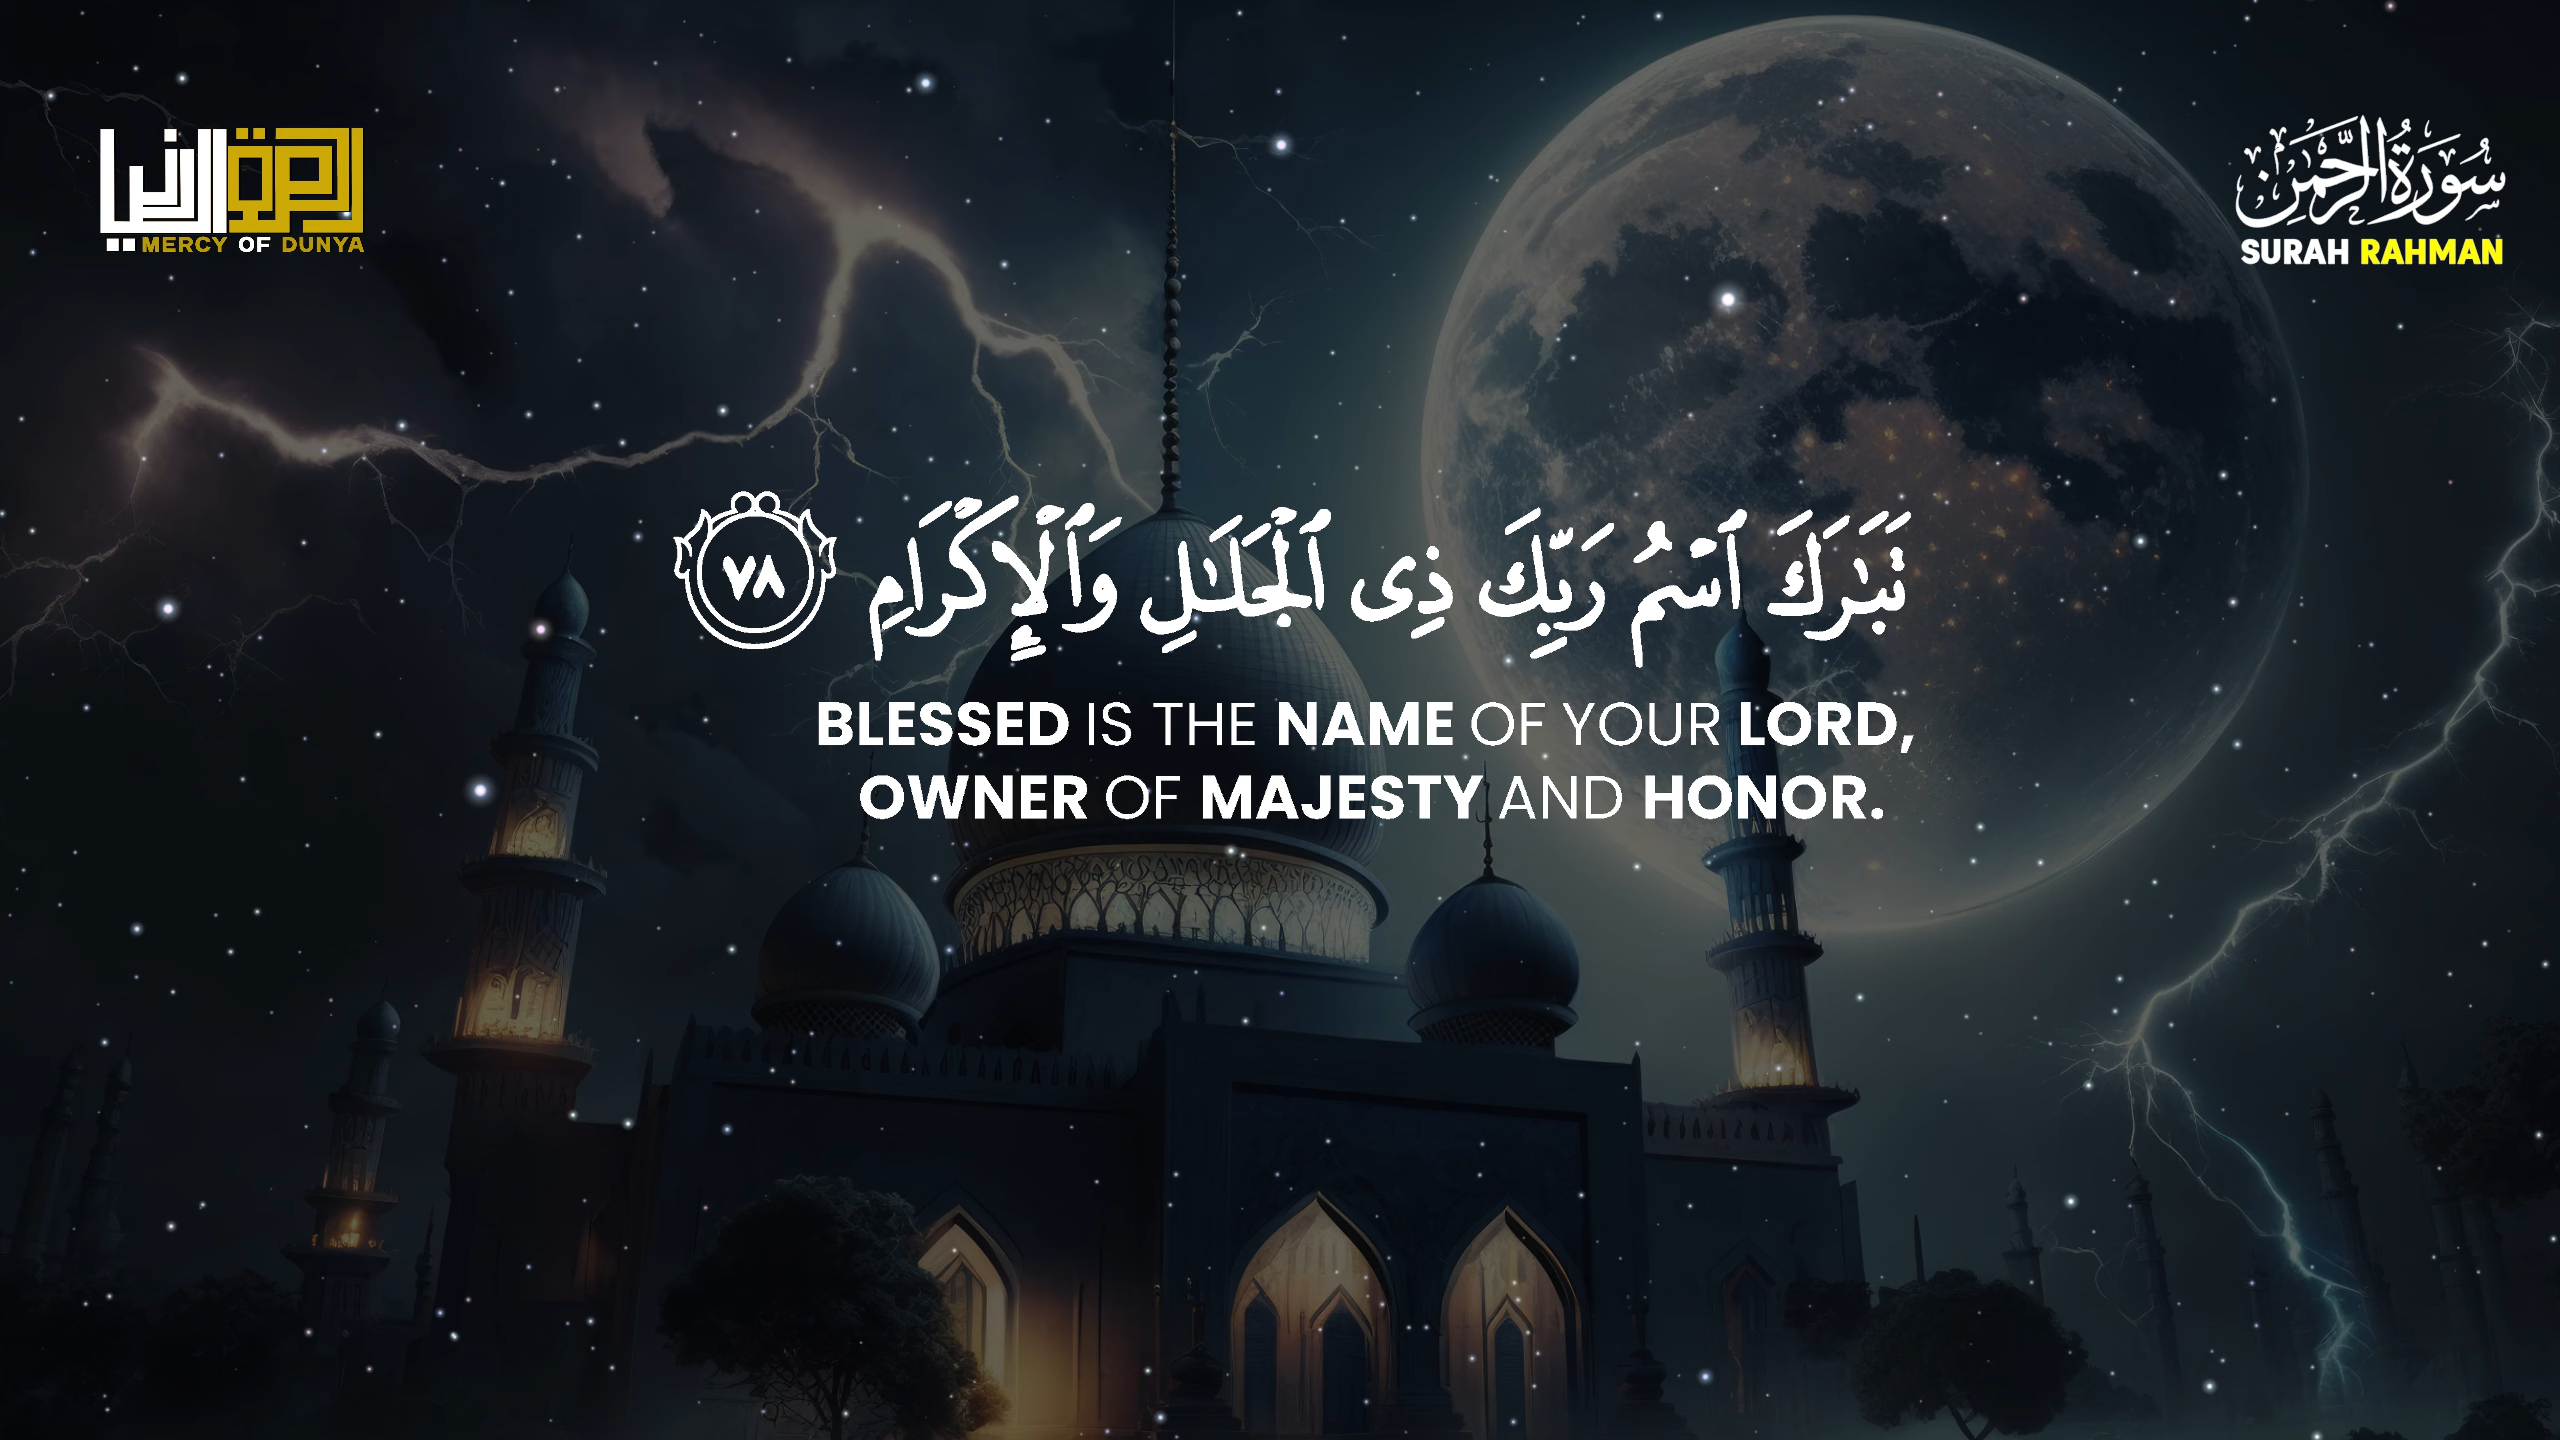 MERCY OF DUNYA
سُورَةُ الرَّحْمَٰن
SURAH RAHMAN
تَبَٰرَكَ ٱسْمُ رَبِّكَ ذِى ٱلْجَلَٰلِ وَٱلْإِكْرَامِ ٧٨
BLESSED IS THE NAME OF YOUR LORD,
OWNER OF MAJESTY AND HONOR.